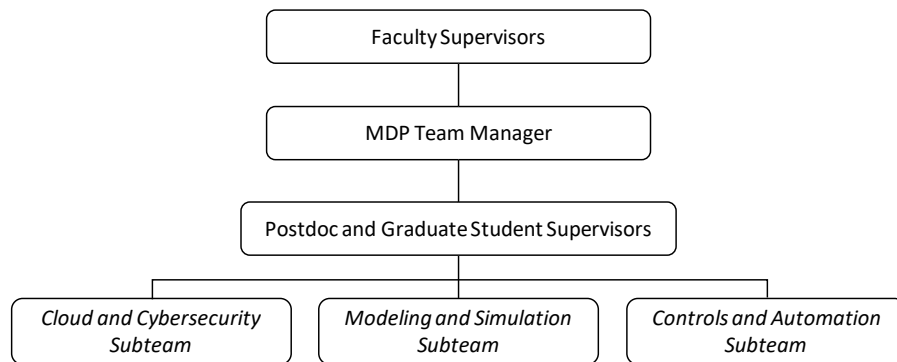 Faculty Supervisors
MDP Team Manager
Postdoc and Graduate Student Supervisors
Cloud and Cybersecurity
Subteam
Modeling and Simulation
Subteam
Controls and Automation
Subteam